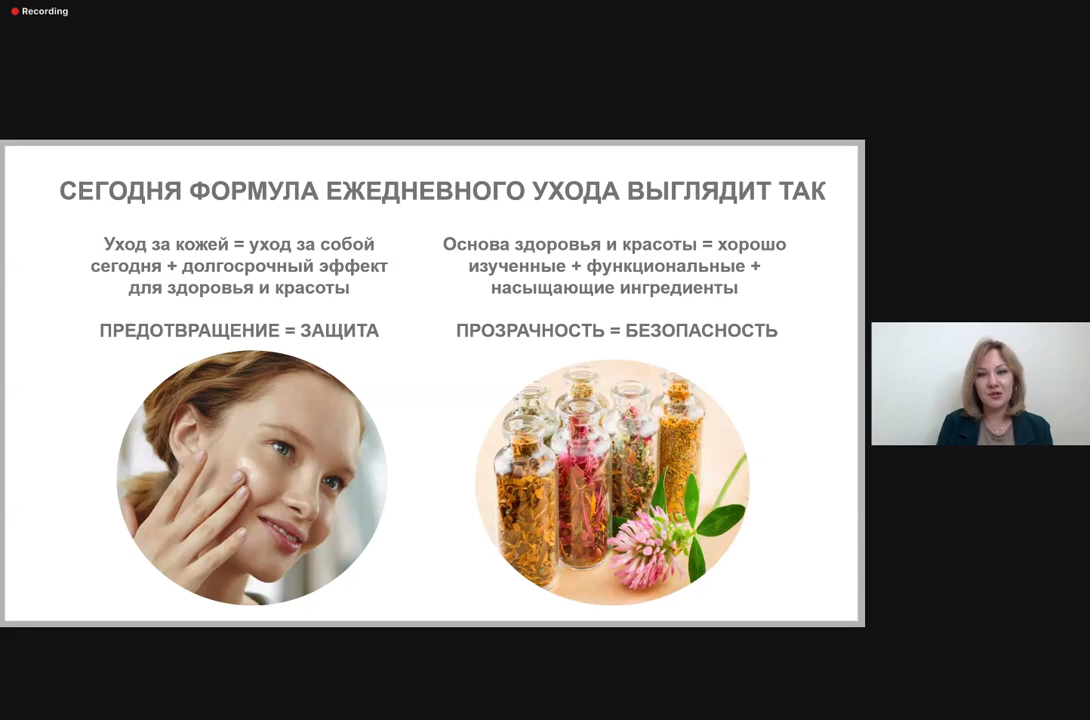 Recording
СЕГОДНЯ ФОРМУЛА ЕЖЕДНЕВНОГО УХОДА ВЫГЛЯДИТ ТАК
Уход за кожей = уход за собой
сегодня + долгосрочный эффект
для здоровья и красоты
ПРЕДОТВРАЩЕНИЕ = ЗАЩИТА
Основа здоровья и красоты = хорошо
изученные + функциональные +
насыщающие ингредиенты
ПРОЗРАЧНОСТЬ = БЕЗОПАСНОСТЬ